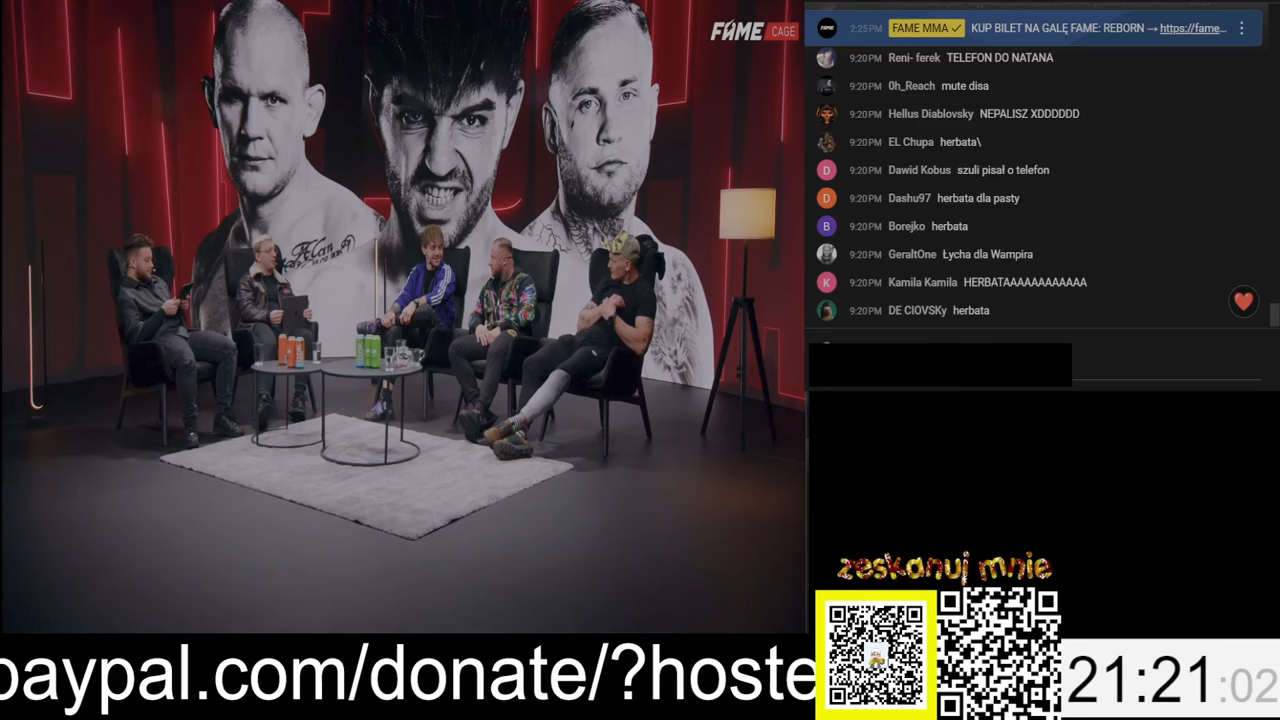 FAME CAGE
2:25PM FAME MMA KUP BILET NA GALĘ FAME: REBORN → https://fame...
9:20PM Reni- ferek TELEFON DO NATANA
9:20PM 0h_Reach mute disa
9:20PM Hellus Diablovsky NEPALISZ XDDDDDD
9:20PM EL Chupa herbata\
D 9:20PM Dawid Kobus szuli pisał o telefon
D 9:20PM Dashu97 herbata dla pasty
B 9:20PM Borejko herbata
9:20PM GeraltOne Łycha dla Wampira
K 9:20PM Kamila Kamila HERBATAAAAAAAAAAAA
9:20PM DE CIOVSKy herbata
zeskanuj mnie
paypal.com/donate/?hoste
21:21:02